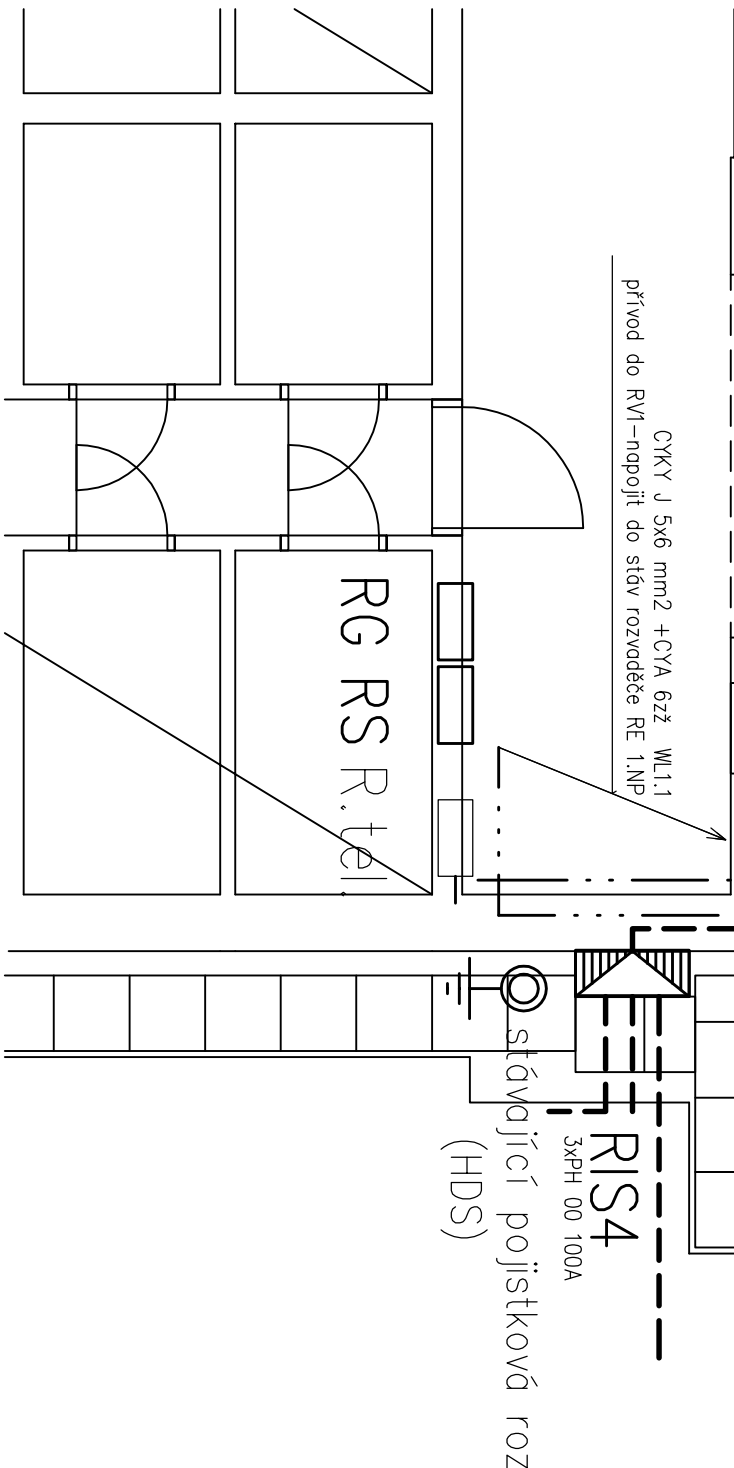 CYKY J 5x6 mm2 +CYA 6zž WL1.1
přívod do RV1-napojit do stáv rozvaděče RE 1.NP
RG RS R.tel.
RIS4
3xPH 00 100A
stávající pojistková roz
(HDS)